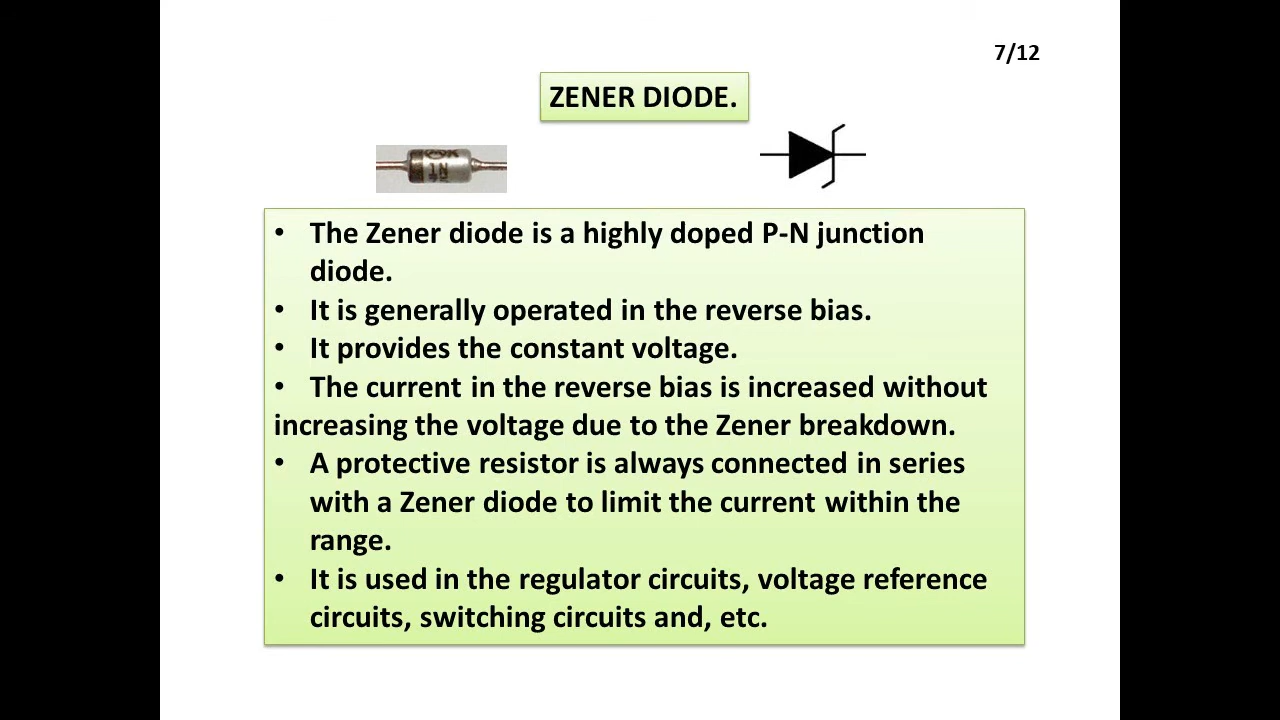 7/12
ZENER DIODE.
• The Zener diode is a highly doped P-N junction
diode.
• It is generally operated in the reverse bias.
• It provides the constant voltage.
• The current in the reverse bias is increased without
increasing the voltage due to the Zener breakdown.
• A protective resistor is always connected in series
with a Zener diode to limit the current within the
range.
• It is used in the regulator circuits, voltage reference
circuits, switching circuits and, etc.